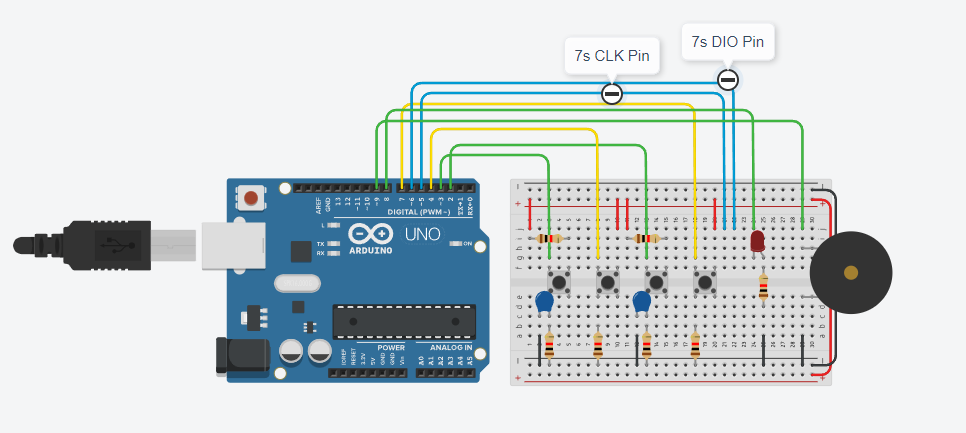 7s DIO Pin
7s CLK Pin
AREF
GND
13
12
~11
~10
~9
8
7
~6
~5
4
~3
2
TX→1
RX←0
DIGITAL (PWM~)
L
TX
RX
UNO
ON
ARDUINO
POWER
ANALOG IN
IOREF
RESET
3.3V
5V
GND
GND
Vin
A0
A1
A2
A3
A4
A5